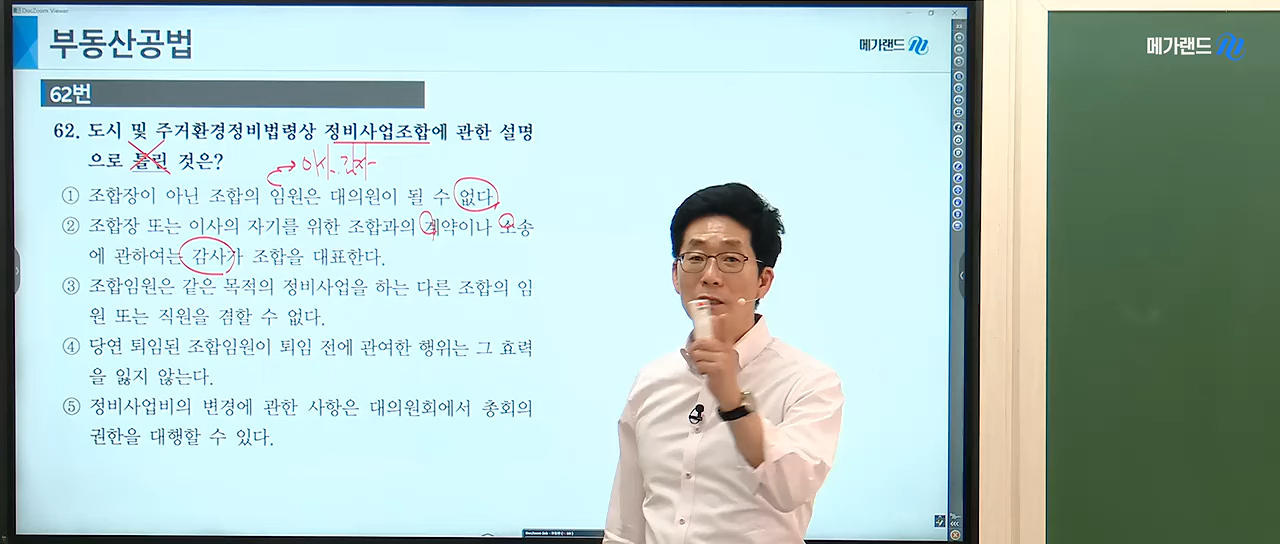 DocZoom Viewer
부동산공법
메가랜드
메가랜드
62번
62. 도시 및 주거환경정비법령상 정비사업조합에 관한 설명
으로 틀린 것은?
이사. 감사
① 조합장이 아닌 조합의 임원은 대의원이 될 수 없다.
② 조합장 또는 이사의 자기를 위한 조합과의 계약이나 소송
에 관하여는 감사가 조합을 대표한다.
③ 조합임원은 같은 목적의 정비사업을 하는 다른 조합의 임
원 또는 직원을 겸할 수 없다.
④ 당연 퇴임된 조합임원이 퇴임 전에 관여한 행위는 그 효력
을 잃지 않는다.
⑤ 정비사업비의 변경에 관한 사항은 대의원회에서 총회의
권한을 대행할 수 있다.